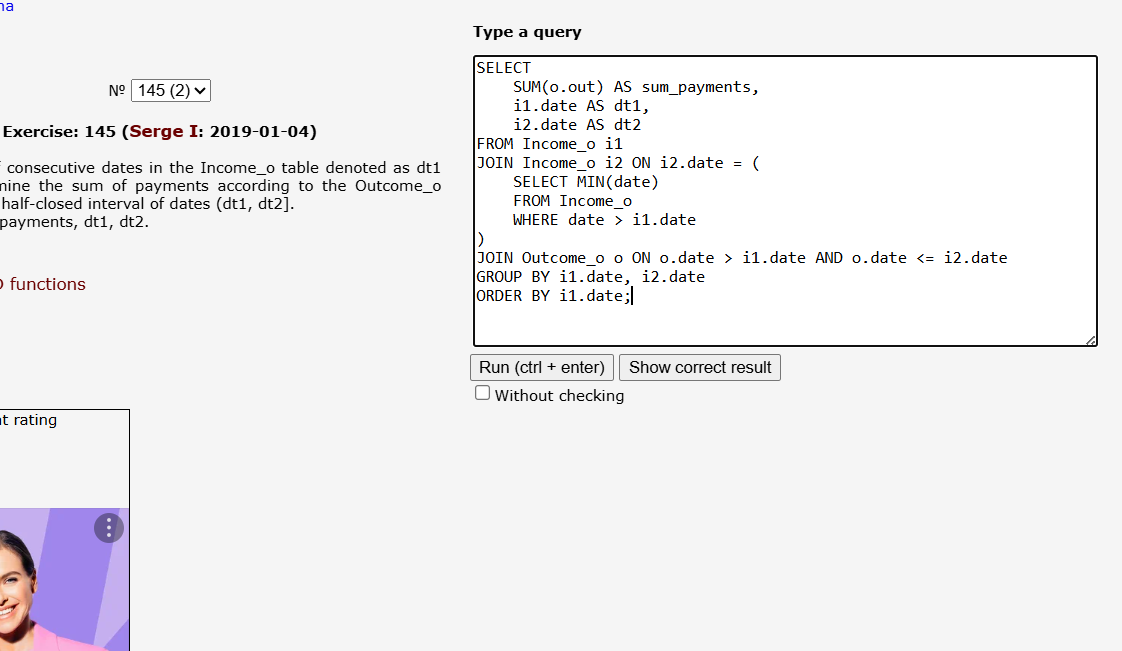 na
Nº 145 (2)
Exercise: 145 (Serge I: 2019-01-04)
consecutive dates in the Income_o table denoted as dt1
mine the sum of payments according to the Outcome_o
half-closed interval of dates (dt1, dt2].
payments, dt1, dt2.
functions
t rating
Type a query
SELECT
SUM(o.out) AS sum_payments,
i1.date AS dt1,
i2.date AS dt2
FROM Income_o i1
JOIN Income_o i2 ON i2.date = (
SELECT MIN(date)
FROM Income_o
WHERE date > i1.date
)
JOIN Outcome_o o ON o.date > i1.date AND o.date <= i2.date
GROUP BY i1.date, i2.date
ORDER BY i1.date;
Run (ctrl + enter) Show correct result
Without checking